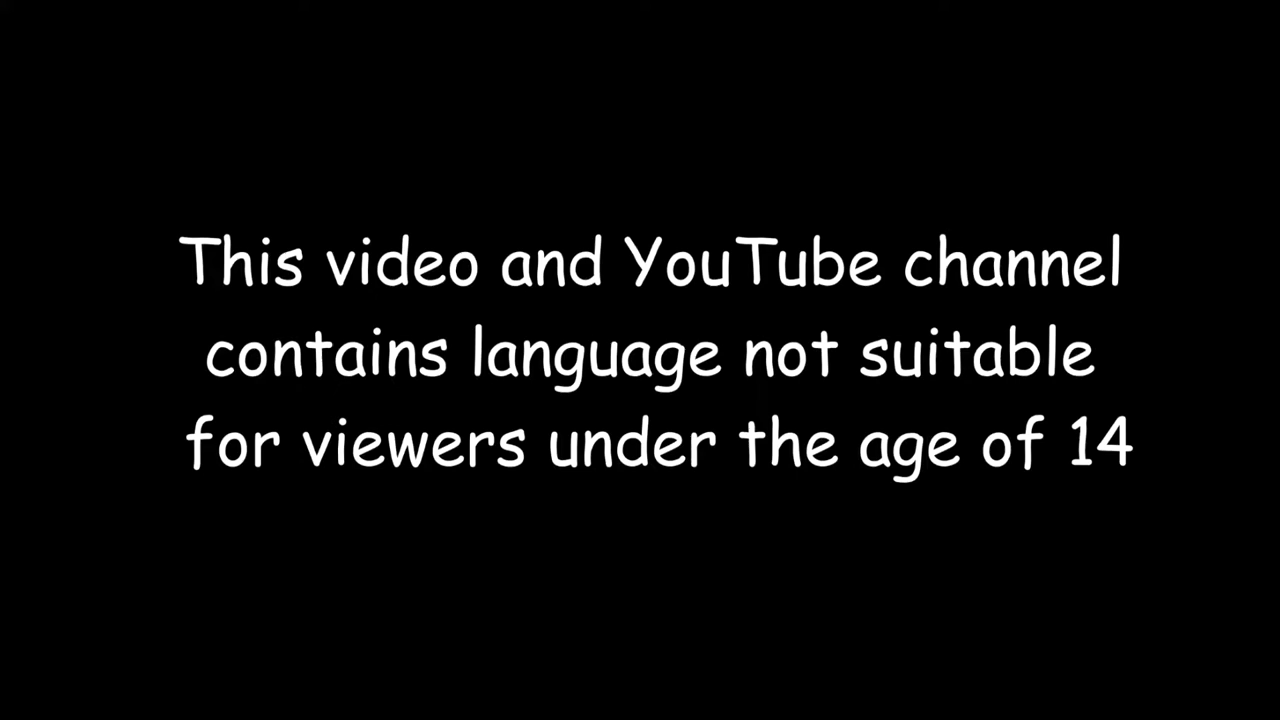 This video and YouTube channel
contains language not suitable
for viewers under the age of 14